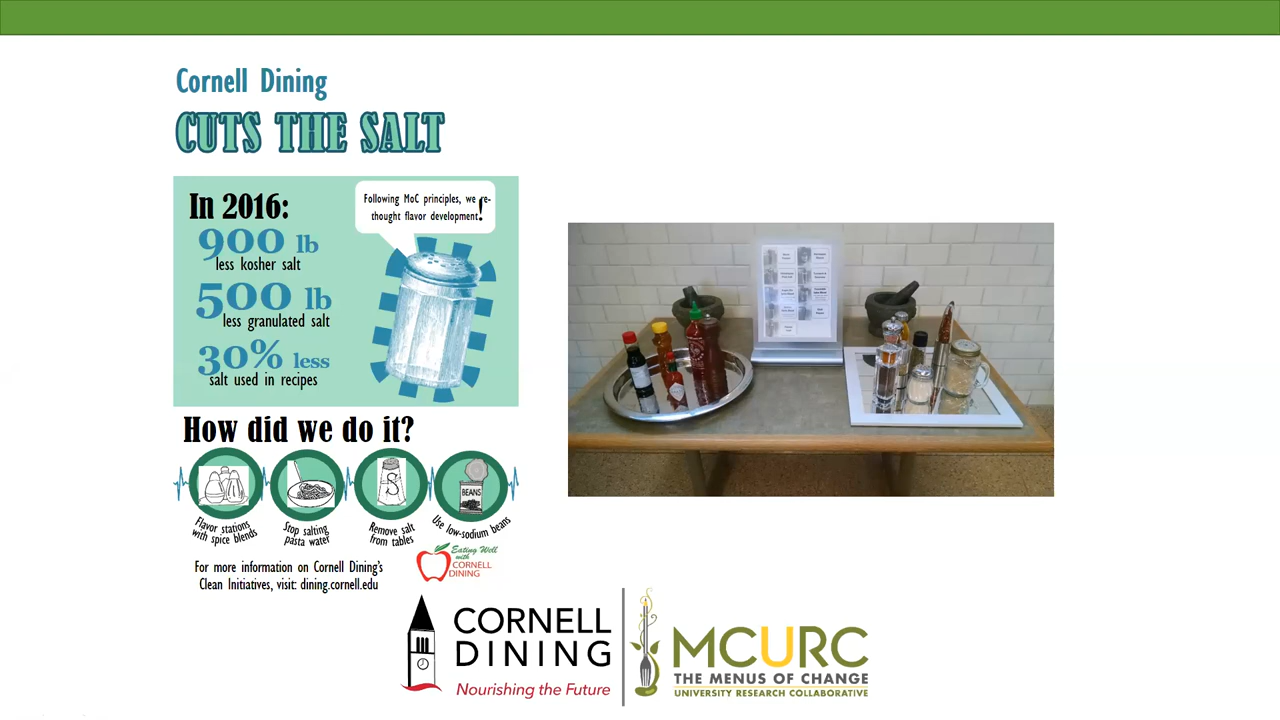 Cornell Dining
CUTS THE SALT
In 2016:
900 lb
less kosher salt
500 lb
less granulated salt
30% less
salt used in recipes
Following MoC principles, we re-
thought flavor development!
How did we do it?
BEANS
S
Flavor stations
with spice blends
Stop salting
pasta water
Remove salt
from tables
Use low-sodium beans
For more information on Cornell Dining's
Clean Initiatives, visit: dining.cornell.edu
Eating Well
with
CORNELL
DINING
CORNELL
DINING
Nourishing the Future
MCURC
THE MENUS OF CHANGE
UNIVERSITY RESEARCH COLLABORATIVE